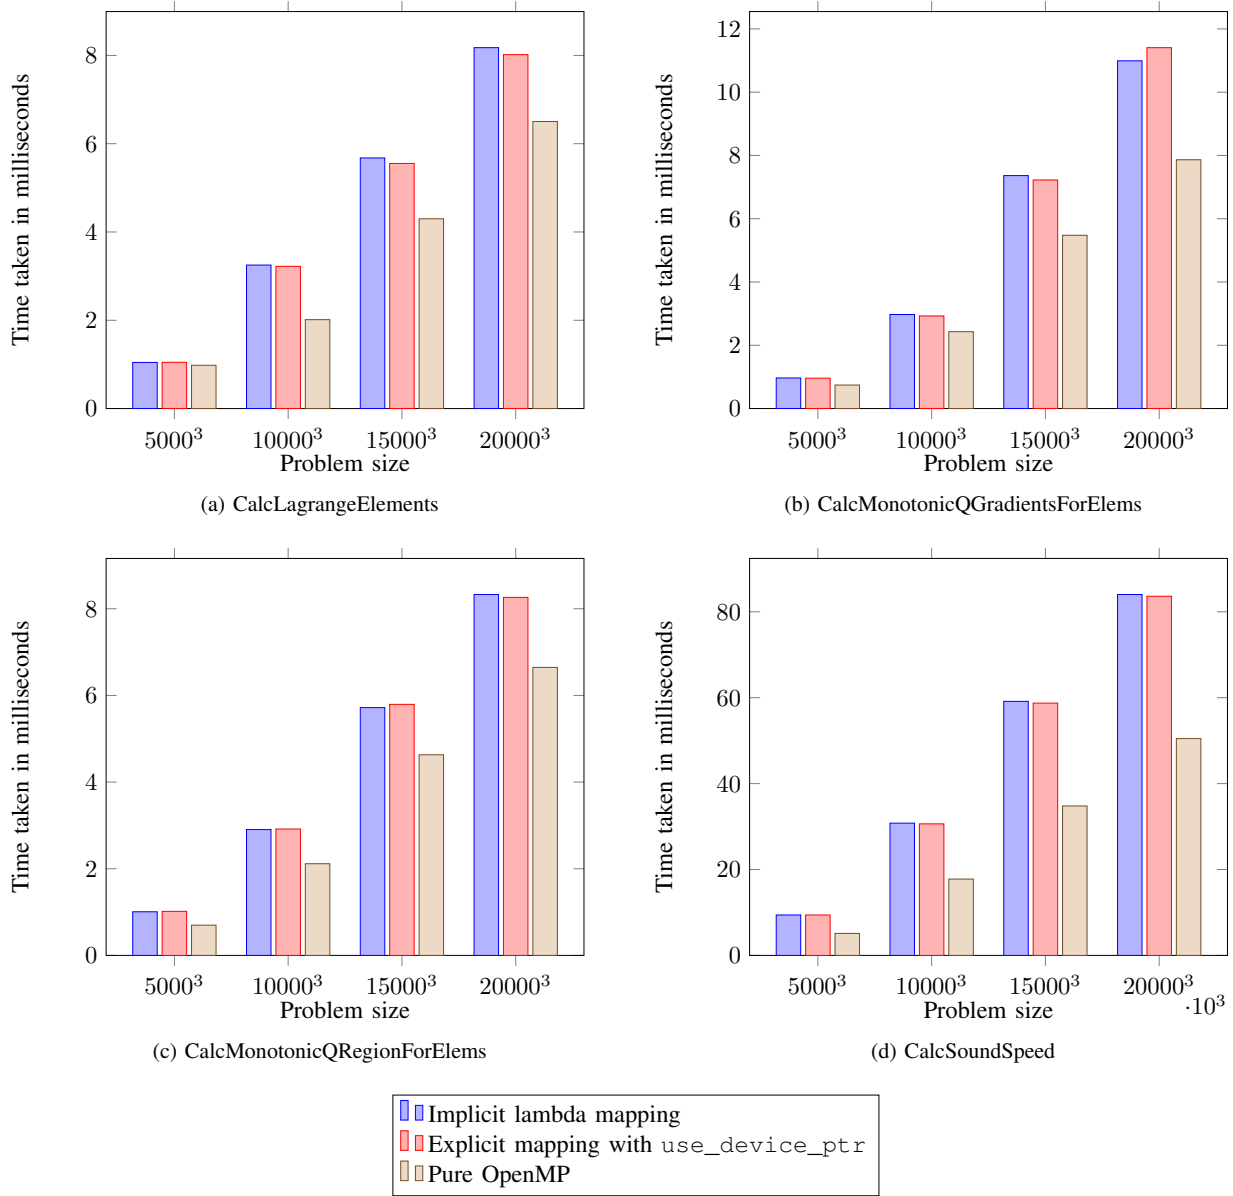 Time taken in milliseconds
8
6
4
2
0
5000³ 10000³ 15000³ 20000³
Problem size
(a) CalcLagrangeElements
Time taken in milliseconds
12
10
8
6
4
2
0
5000³ 10000³ 15000³ 20000³
Problem size
(b) CalcMonotonicQGradientsForElems
Time taken in milliseconds
8
6
4
2
0
5000³ 10000³ 15000³ 20000³
Problem size
(c) CalcMonotonicQRegionForElems
Time taken in milliseconds
80
60
40
20
0
5000³ 10000³ 15000³ 20000³
·10³
Problem size
(d) CalcSoundSpeed
Implicit lambda mapping
Explicit mapping with use_device_ptr
Pure OpenMP